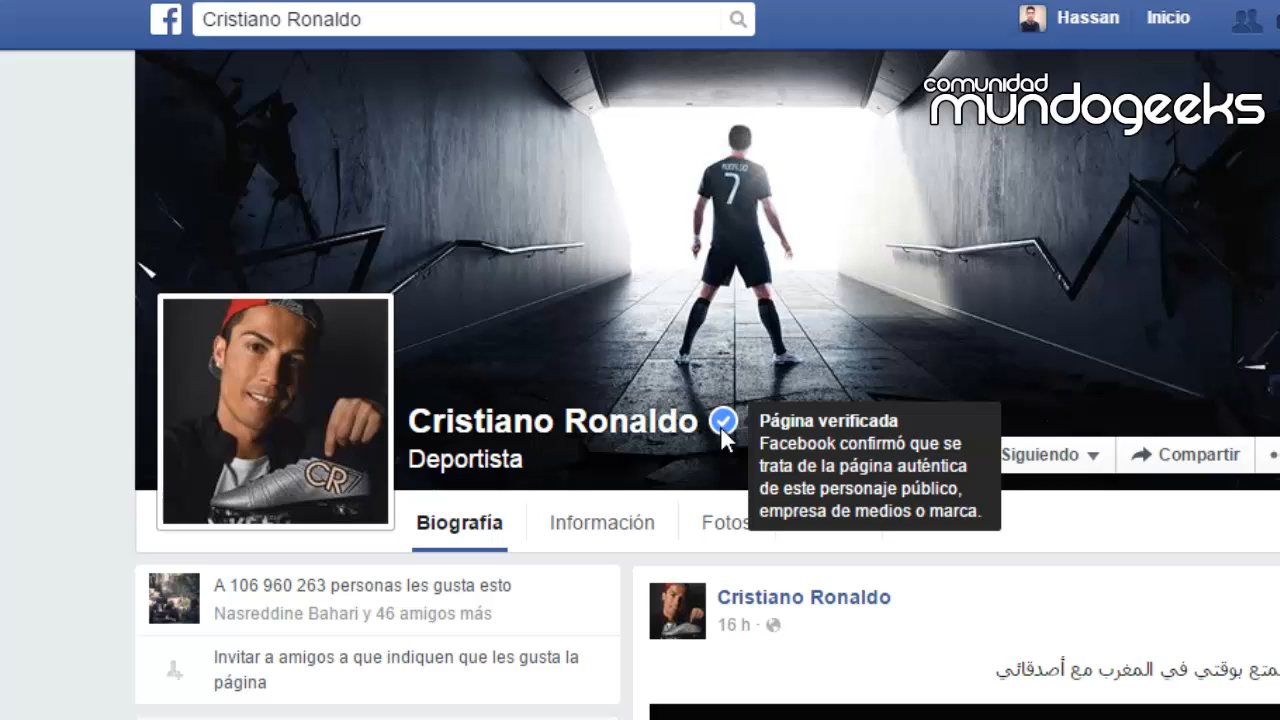 Cristiano Ronaldo
Hassan
Inicio
comunidad
mundogeeks
RONALDO
7
CR7
Cristiano Ronaldo
Deportista
Página verificada
Facebook confirmó que se
trata de la página auténtica
de este personaje público,
empresa de medios o marca.
Siguiendo
Compartir
Biografía
Información
Fotos
A 106 960 263 personas les gusta esto
Nasreddine Bahari y 46 amigos más
Invitar a amigos a que indiquen que les gusta la
página
Cristiano Ronaldo
16 h
بوقتي في المغرب مع أصدقائي